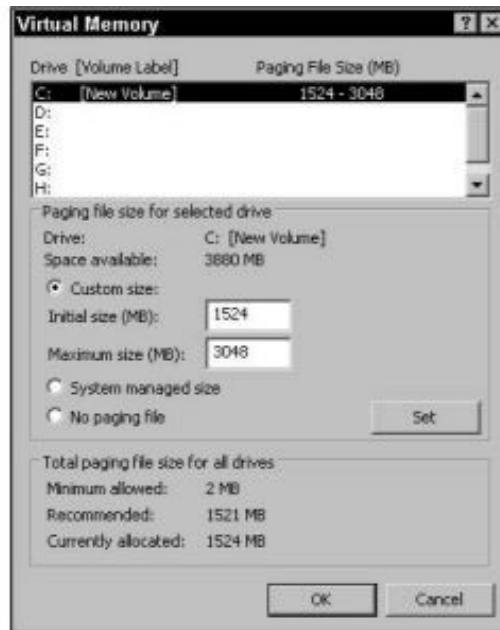 Virtual Memory
Drive [Volume Label] Paging File Size (MB)
C: [New Volume] 1524 - 3048
D:
E:
F:
G:
H:
Paging file size for selected drive
Drive: C: [New Volume]
Space available: 3880 MB
Custom size:
Initial size (MB): 1524
Maximum size (MB): 3048
System managed size
No paging file Set
Total paging file size for all drives
Minimum allowed: 2 MB
Recommended: 1521 MB
Currently allocated: 1524 MB
OK Cancel